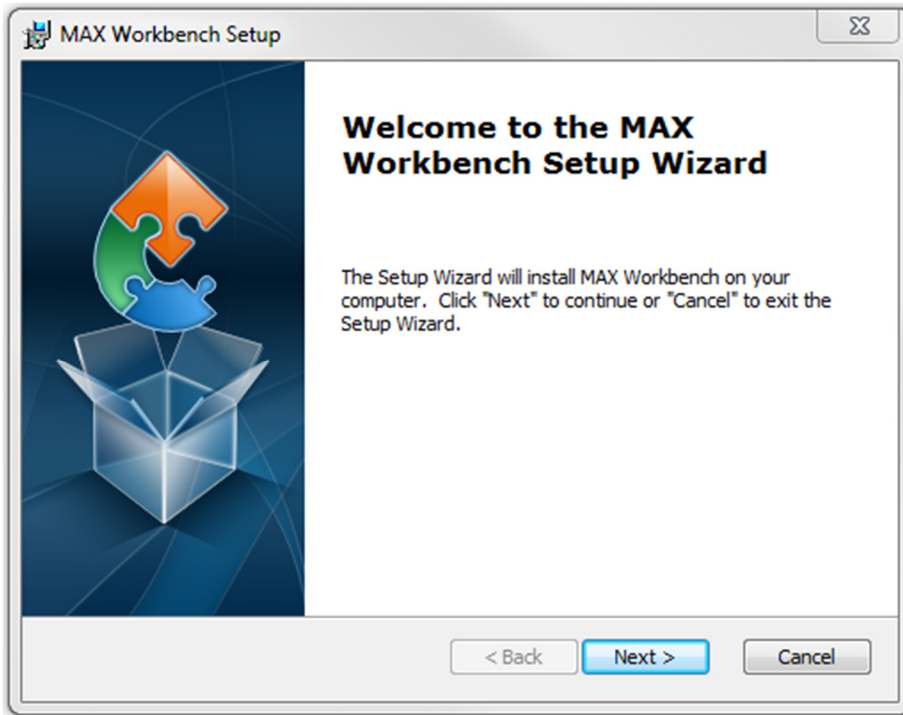 MAX Workbench Setup
Welcome to the MAX
Workbench Setup Wizard
The Setup Wizard will install MAX Workbench on your
computer.  Click "Next" to continue or "Cancel" to exit the
Setup Wizard.
< Back
Next >
Cancel